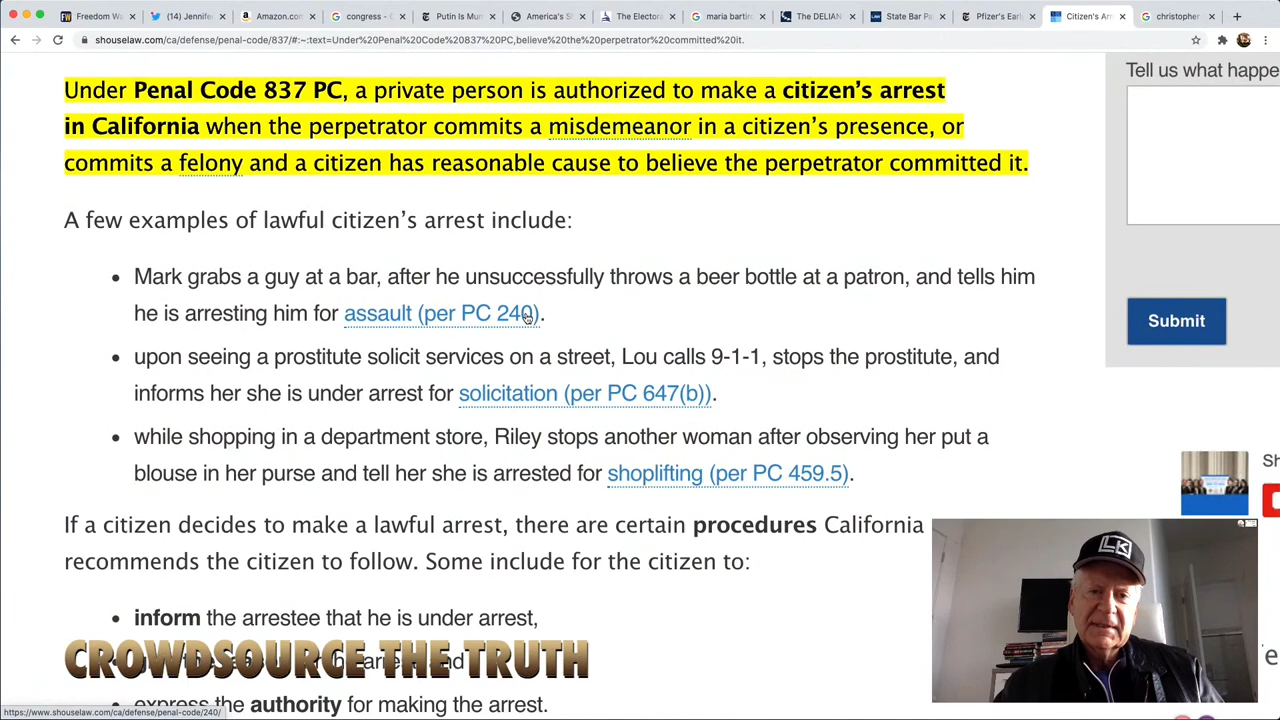 Freedom Wa
(14) Jennife
Amazon.con
congress - G
Putin Is Mun
America's Sh
The Electora
maria bartiro
The DELIAN
State Bar Pa
Pfizer's Earl
Citizen's Arr
christopher
shouselaw.com/ca/defense/penal-code/837/#:~:text=Under%20Penal%20Code%20837%20PC,believe%20the%20perpetrator%20committed%20it.
Tell us what happe
Under Penal Code 837 PC, a private person is authorized to make a citizen's arrest
in California when the perpetrator commits a misdemeanor in a citizen's presence, or
commits a felony and a citizen has reasonable cause to believe the perpetrator committed it.
A few examples of lawful citizen's arrest include:
• Mark grabs a guy at a bar, after he unsuccessfully throws a beer bottle at a patron, and tells him
he is arresting him for assault (per PC 240).
Submit
• upon seeing a prostitute solicit services on a street, Lou calls 9-1-1, stops the prostitute, and
informs her she is under arrest for solicitation (per PC 647(b)).
• while shopping in a department store, Riley stops another woman after observing her put a
blouse in her purse and tell her she is arrested for shoplifting (per PC 459.5).
Sh
If a citizen decides to make a lawful arrest, there are certain procedures California
recommends the citizen to follow. Some include for the citizen to:
LK
• inform the arrestee that he is under arrest,
CROWDSOURCE THE TRUTH
• express the authority for making the arrest.
https://www.shouselaw.com/ca/defense/penal-code/240/